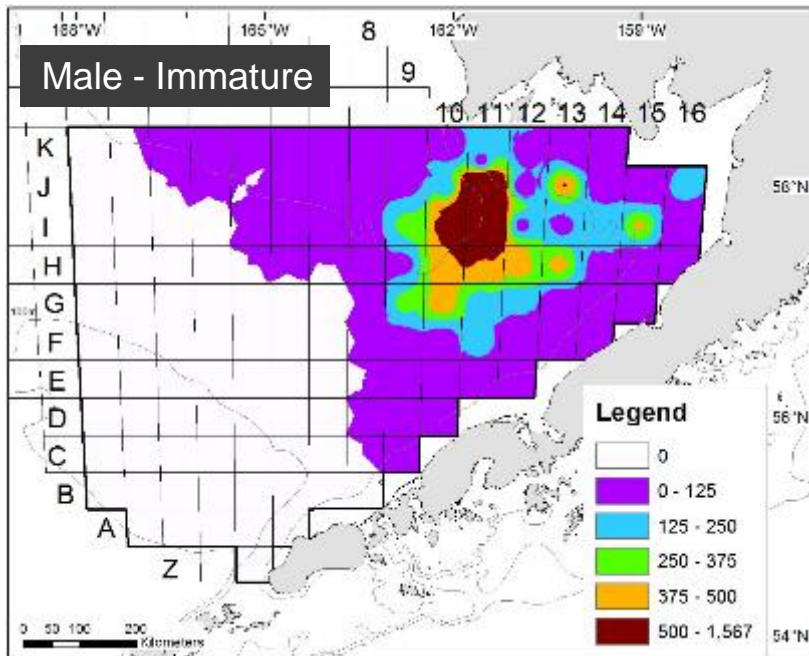 168°W 165°W 162°W 159°W
8
Male - Immature
9
10 11 12 13 14 15 16
K
J 58°N
I
H
G
F
E
D 56°N
C
B
A
Z
Legend
0
0 - 125
125 - 250
250 - 375
375 - 500
500 - 1,567
0 50 100 200
Kilometers
54°N